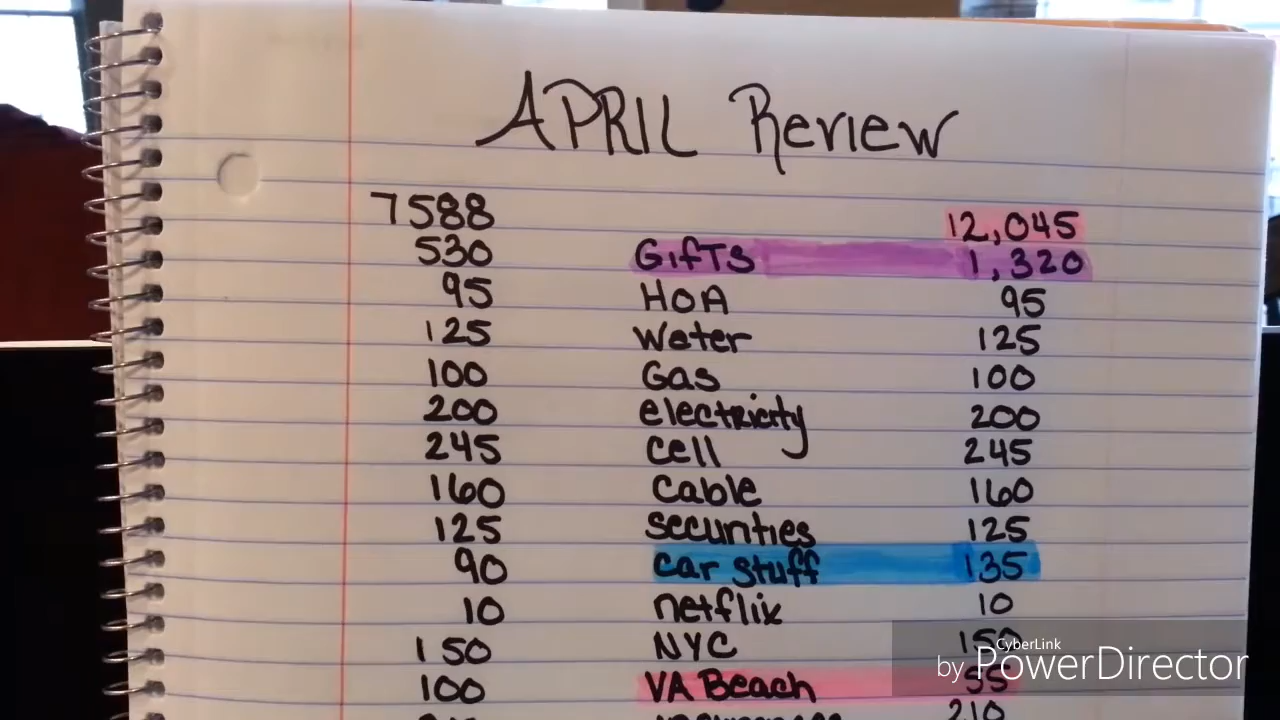 APRIL Review
7588 12,045
530 GifTS 1,320
95 HOA 95
125 Water 125
100 Gas 100
200 electricity 200
245 cell 245
160 cable 160
125 securities 125
90 car stuff 135
10 netflix 10
150 NYC 150
100 VA Beach 55
210
CyberLink
by PowerDirector